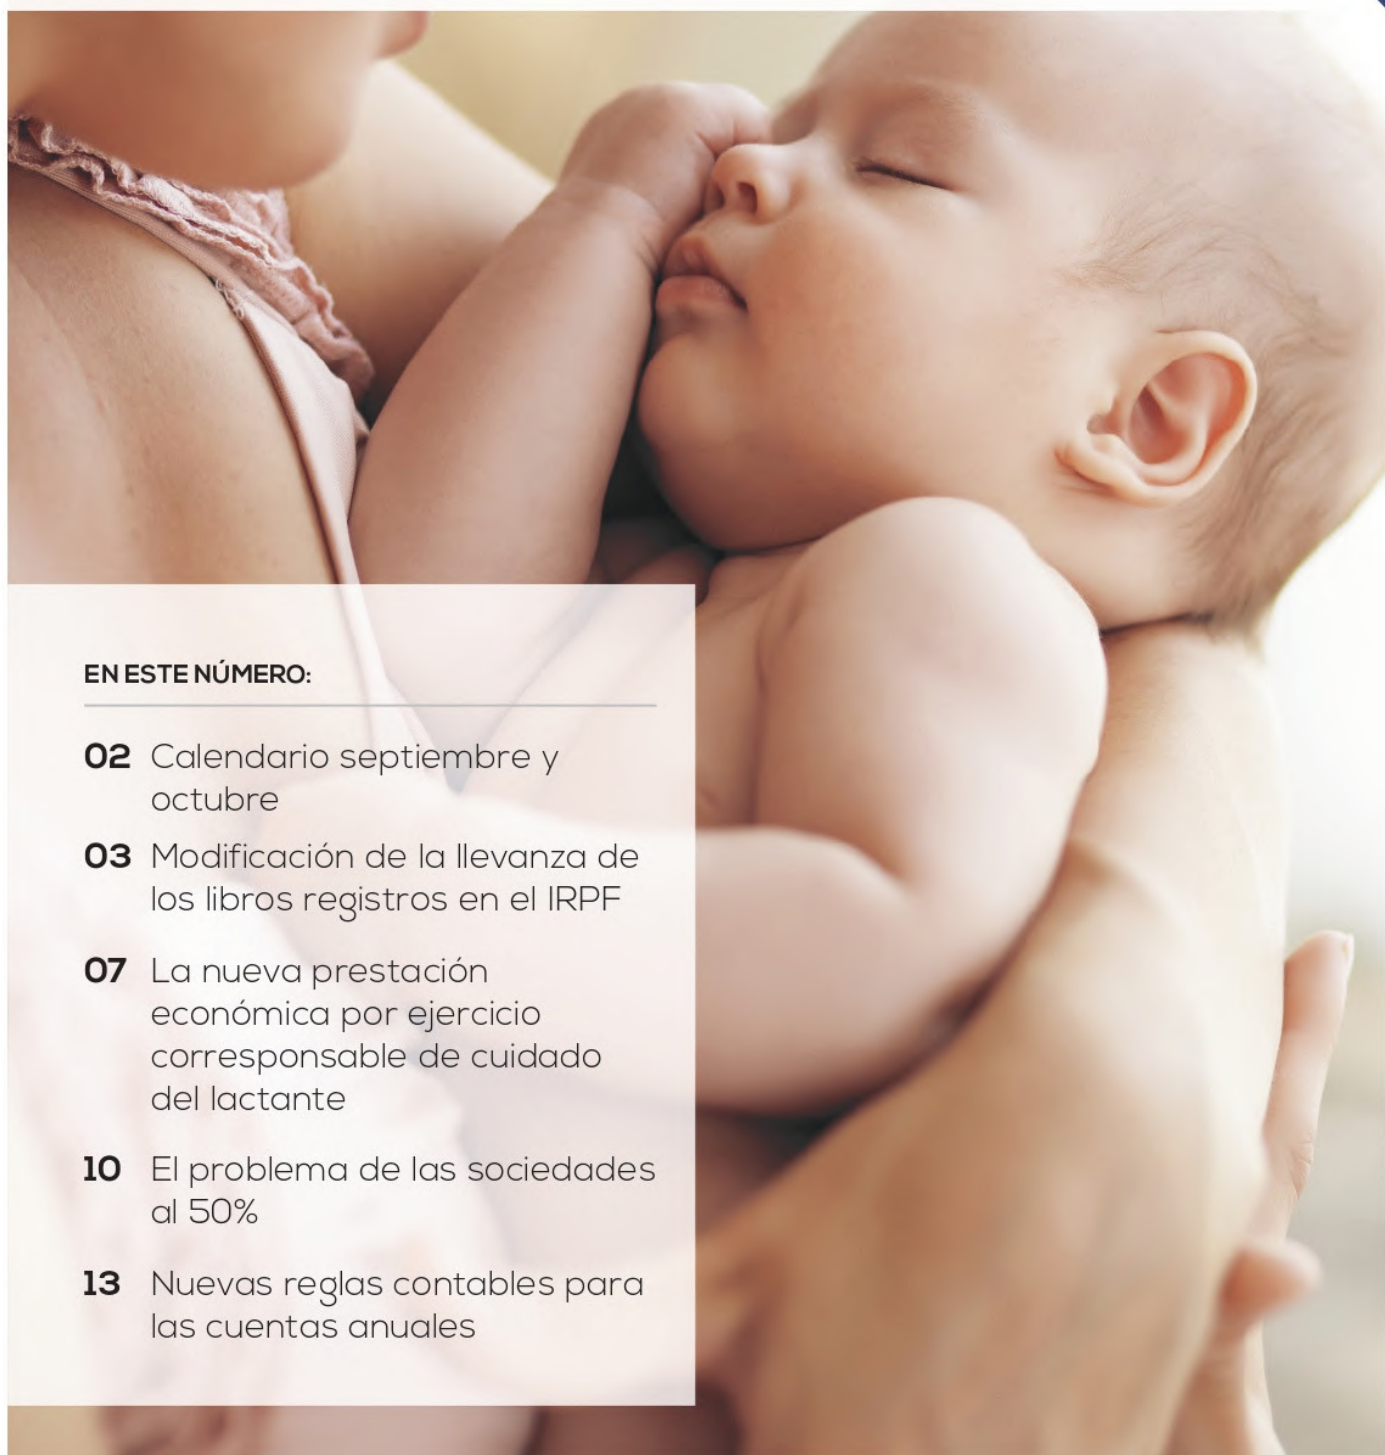 EN ESTE NÚMERO:
02 Calendario septiembre y
octubre
03 Modificación de la llevanza de
los libros registros en el IRPF
07 La nueva prestación
económica por ejercicio
corresponsable de cuidado
del lactante
10 El problema de las sociedades
al 50%
13 Nuevas reglas contables para
las cuentas anuales